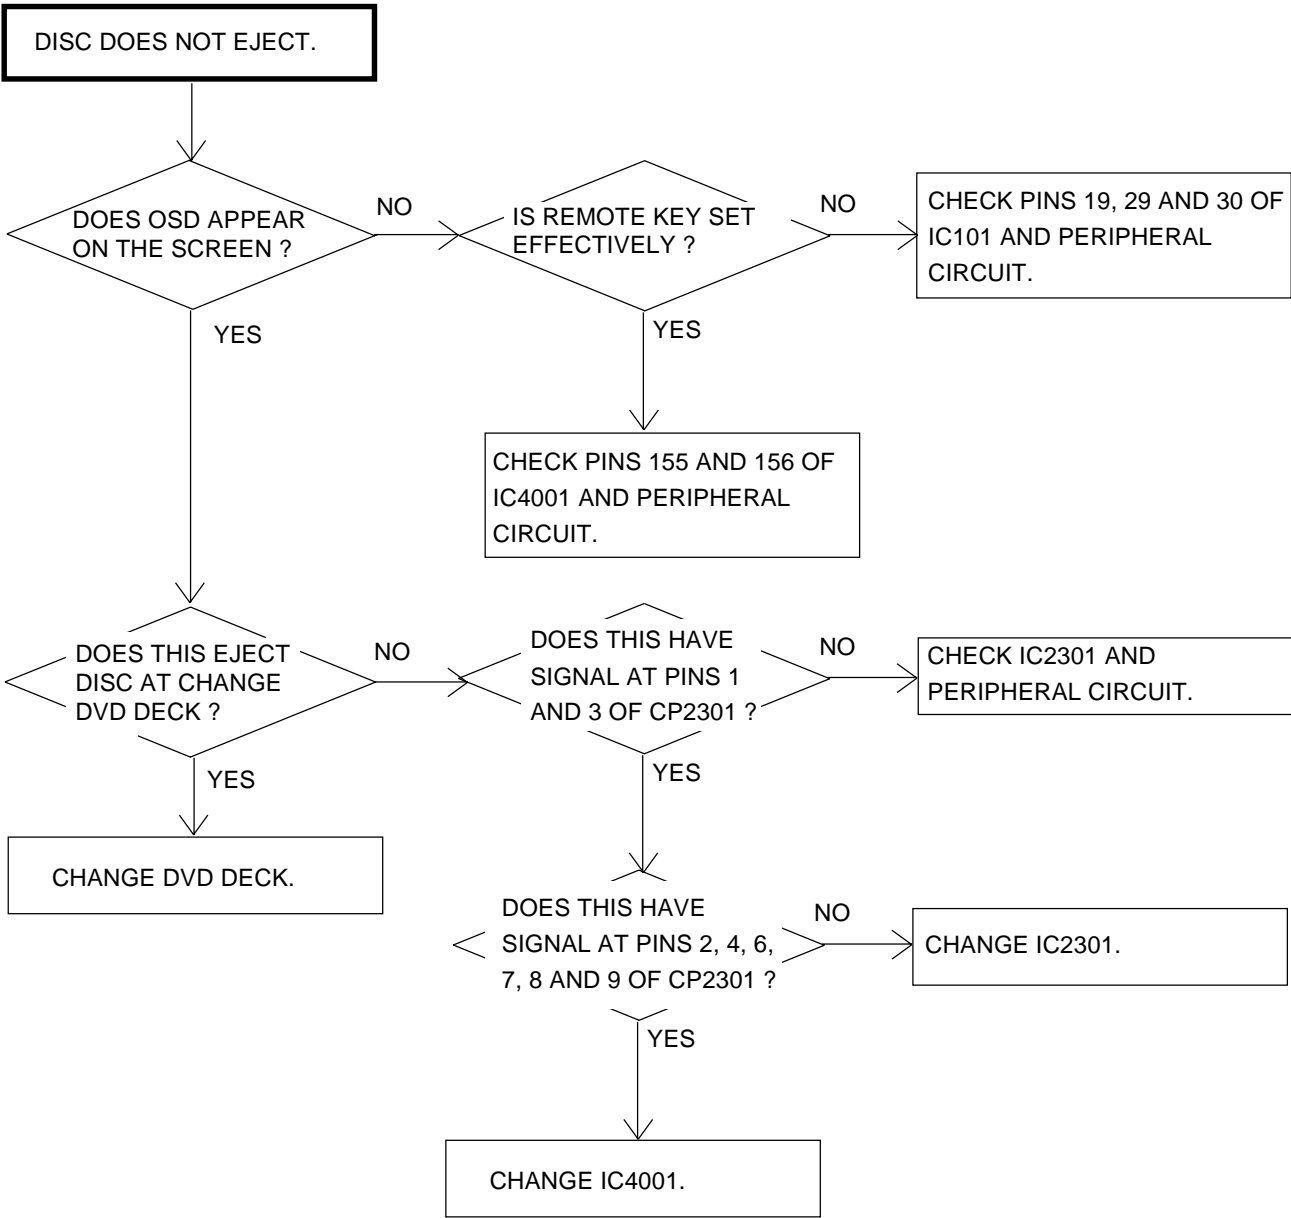 DISC DOES NOT EJECT.
DOES OSD APPEAR
ON THE SCREEN ?
NO
IS REMOTE KEY SET
EFFECTIVELY ?
NO
CHECK PINS 19, 29 AND 30 OF
IC101 AND PERIPHERAL
CIRCUIT.
YES
YES
CHECK PINS 155 AND 156 OF
IC4001 AND PERIPHERAL
CIRCUIT.
DOES THIS EJECT
DISC AT CHANGE
DVD DECK ?
NO
DOES THIS HAVE
SIGNAL AT PINS 1
AND 3 OF CP2301 ?
NO
CHECK IC2301 AND
PERIPHERAL CIRCUIT.
YES
YES
CHANGE DVD DECK.
DOES THIS HAVE
SIGNAL AT PINS 2, 4, 6,
7, 8 AND 9 OF CP2301 ?
NO
CHANGE IC2301.
YES
CHANGE IC4001.